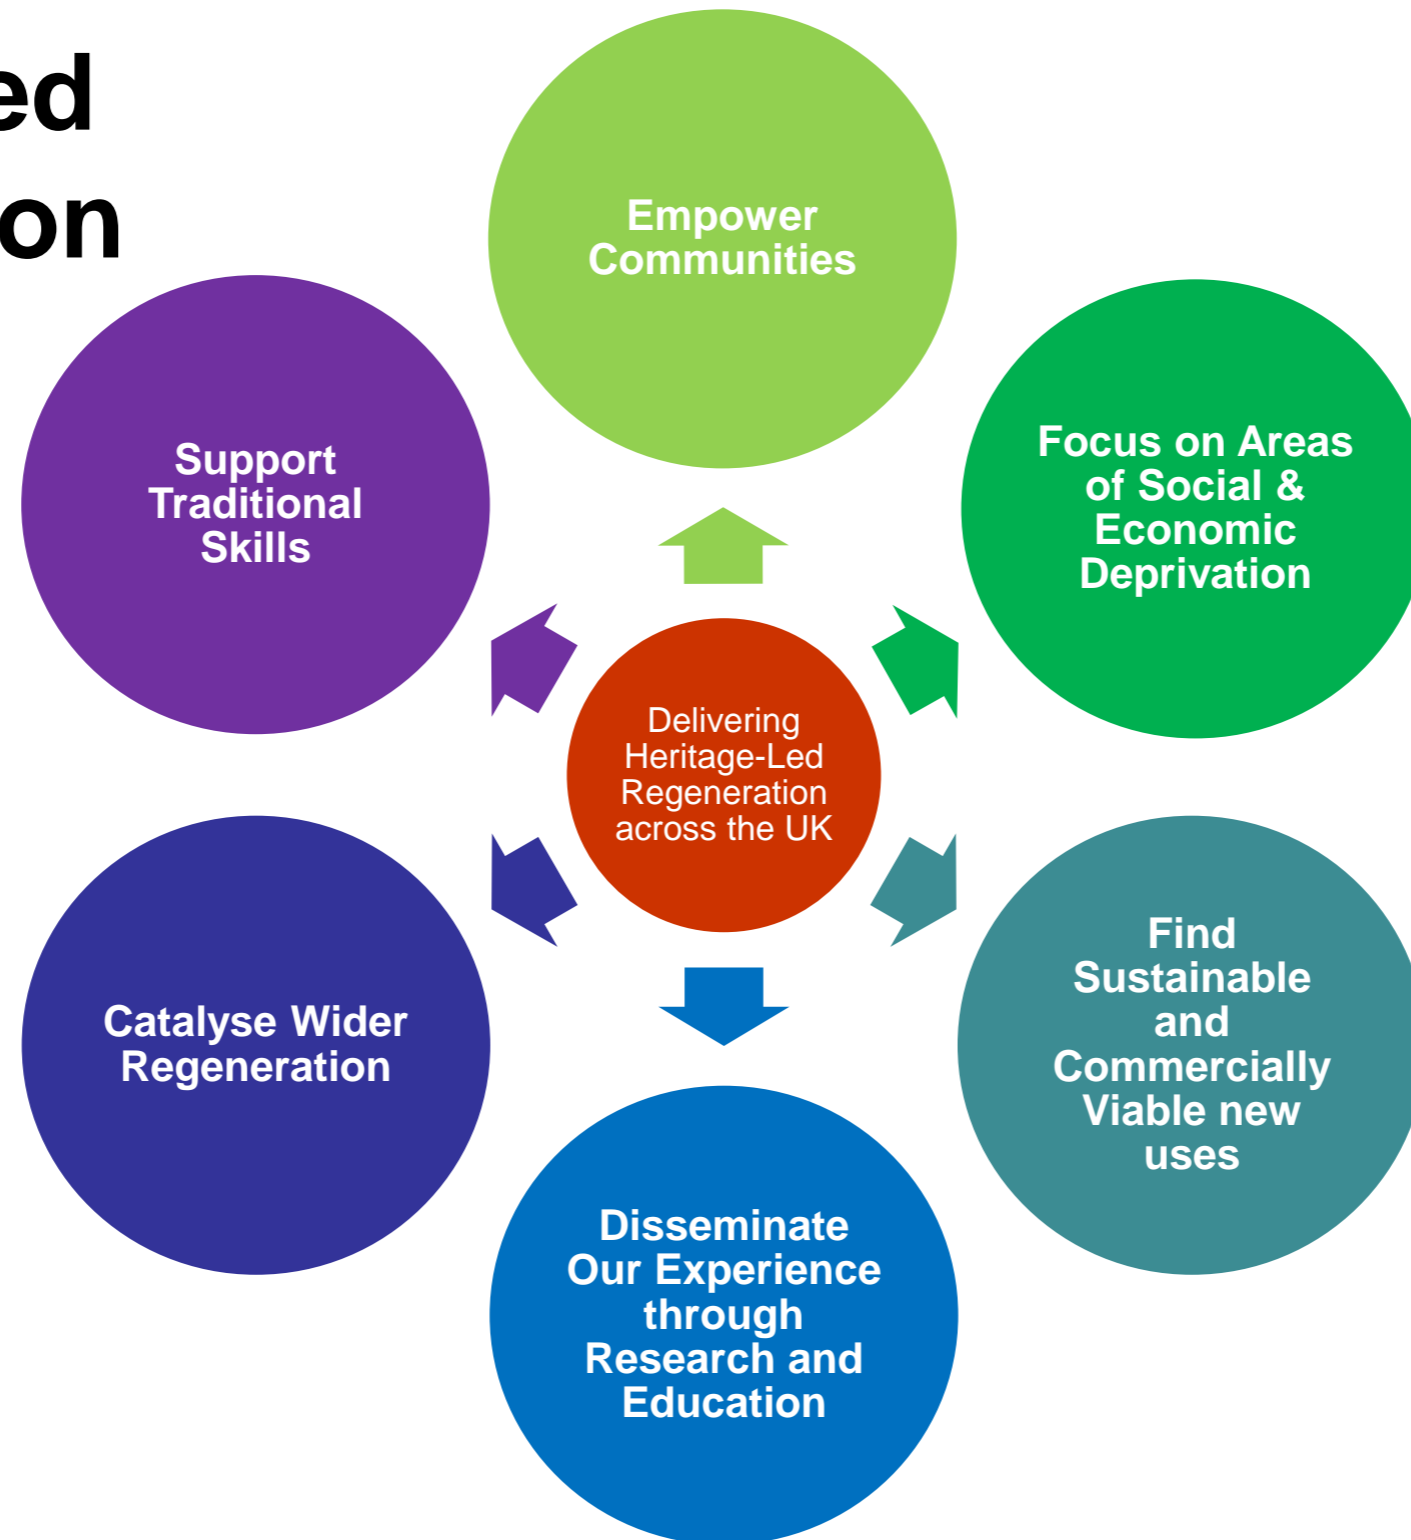 ed
on
Empower
Communities
Support
Traditional
Skills
Focus on Areas
of Social &
Economic
Deprivation
Delivering
Heritage-Led
Regeneration
across the UK
Catalyse Wider
Regeneration
Find
Sustainable
and
Commercially
Viable new
uses
Disseminate
Our Experience
through
Research and
Education